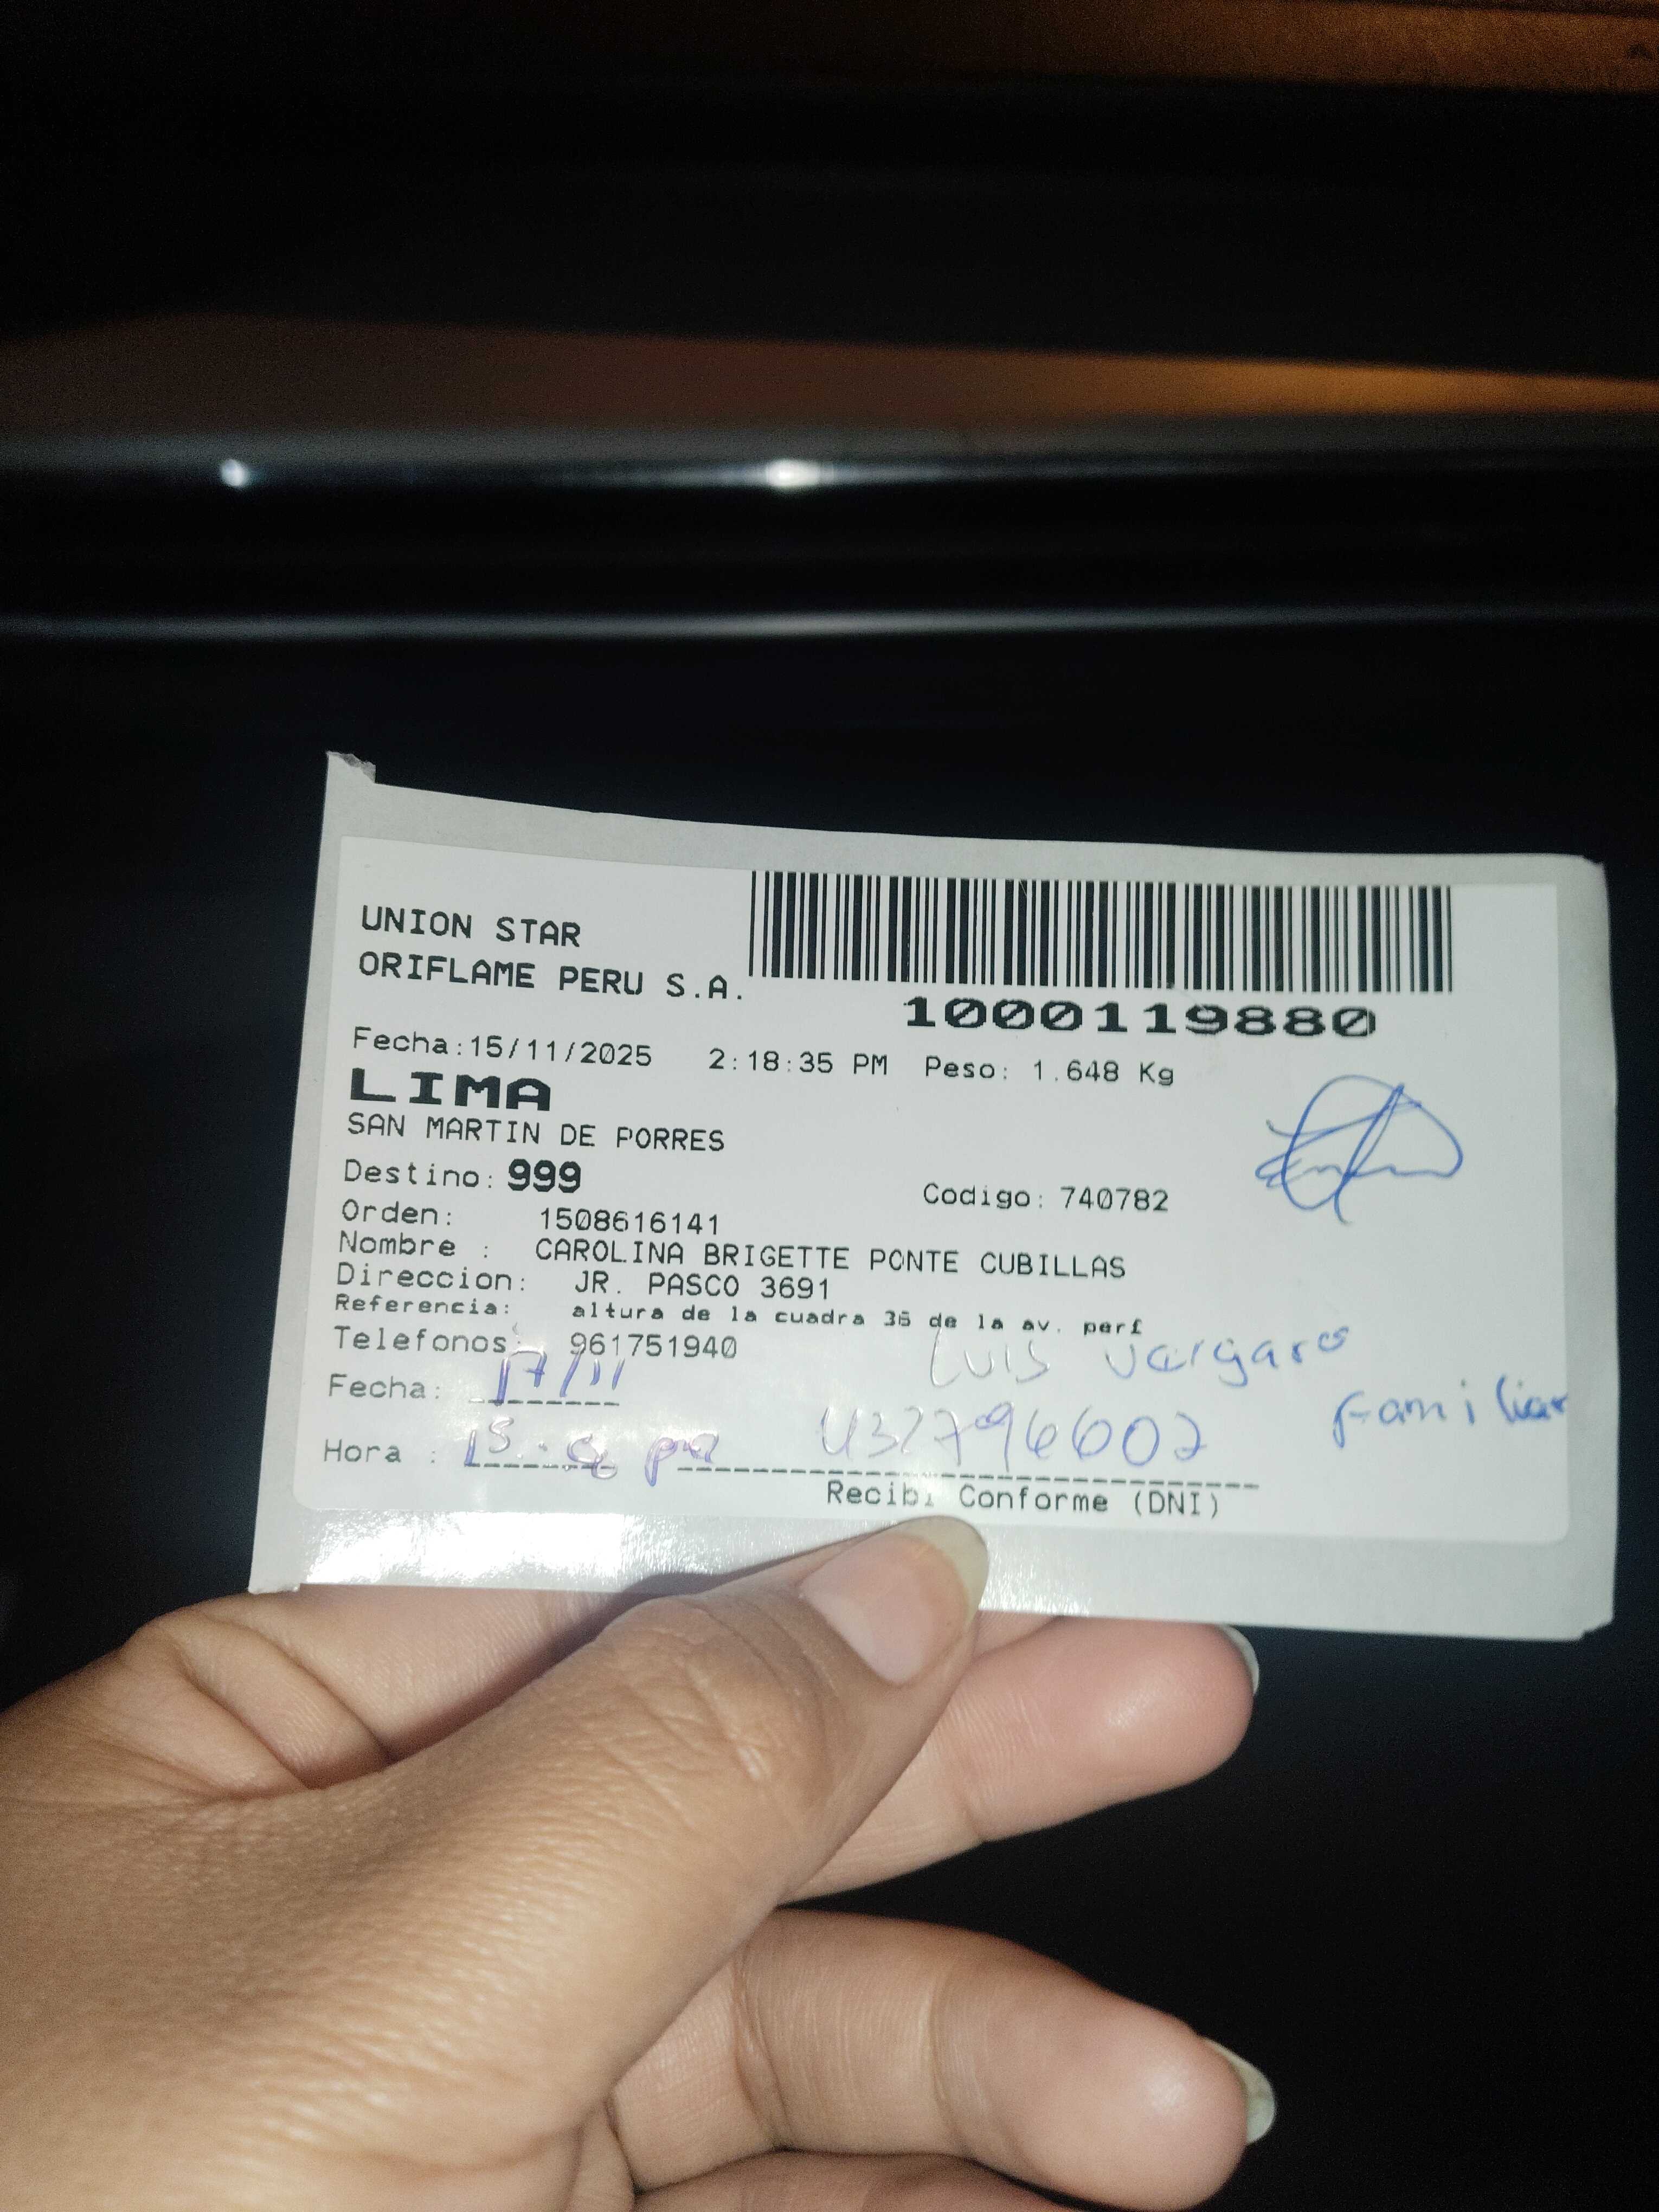 UNION STAR
ORIFLAME PERU S.A.
1000119880
Fecha:15/11/2025 2:18:35 PM Peso: 1.648 Kg
LIMA
SAN MARTIN DE PORRES
Destino: 999
Codigo: 740782
Orden: 1508616141
Nombre : CAROLINA BRIGETTE PONTE CUBILLAS
Direccion: JR. PASCO 3691
Referencia: altura de la cuadra 36 de la av. perf
Telefonos: 961751940
Luis Vergara
Fecha: 17/11
Familiar
Hora :
Recibi Conforme (DNI)